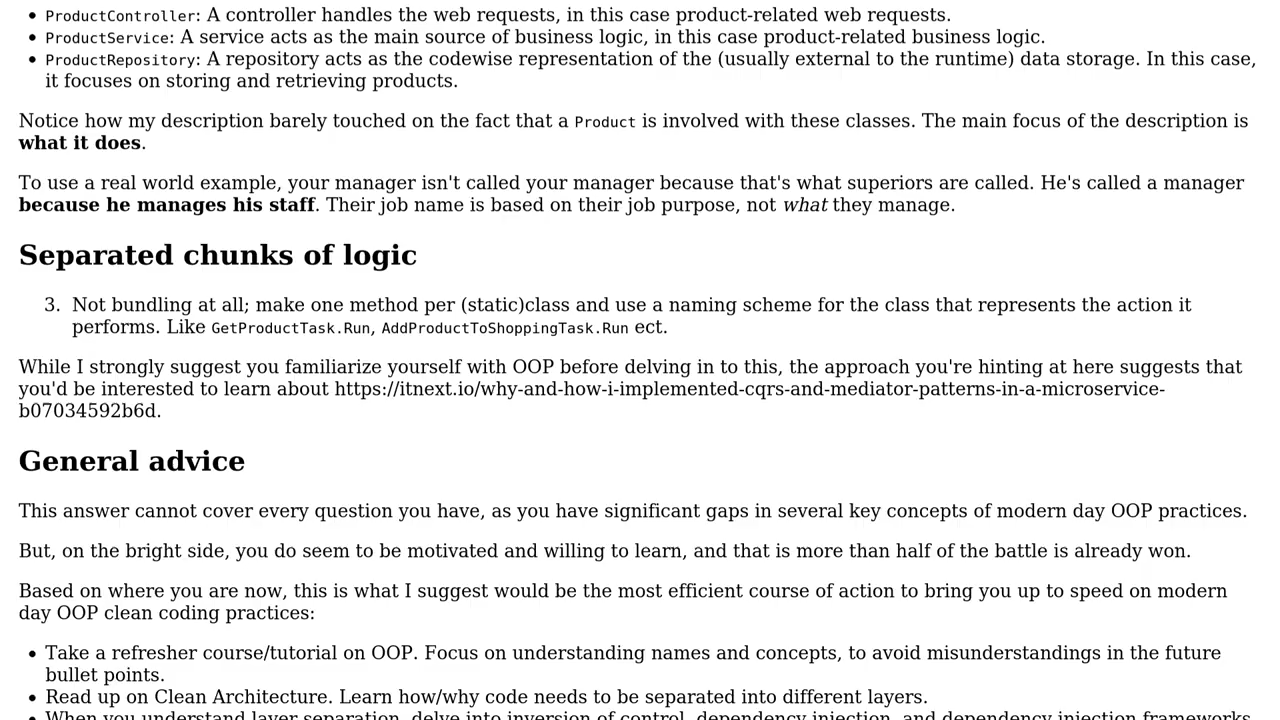 • ProductController: A controller handles the web requests, in this case product-related web requests.
• ProductService: A service acts as the main source of business logic, in this case product-related business logic.
• ProductRepository: A repository acts as the codewise representation of the (usually external to the runtime) data storage. In this case,
it focuses on storing and retrieving products.
Notice how my description barely touched on the fact that a Product is involved with these classes. The main focus of the description is
what it does.
To use a real world example, your manager isn't called your manager because that's what superiors are called. He's called a manager
because he manages his staff. Their job name is based on their job purpose, not what they manage.
Separated chunks of logic
3. Not bundling at all; make one method per (static)class and use a naming scheme for the class that represents the action it
performs. Like GetProductTask.Run, AddProductToShoppingTask.Run ect.
While I strongly suggest you familiarize yourself with OOP before delving in to this, the approach you're hinting at here suggests that
you'd be interested to learn about https://itnext.io/why-and-how-i-implemented-cqrs-and-mediator-patterns-in-a-microservice-
b07034592b6d.
General advice
This answer cannot cover every question you have, as you have significant gaps in several key concepts of modern day OOP practices.
But, on the bright side, you do seem to be motivated and willing to learn, and that is more than half of the battle is already won.
Based on where you are now, this is what I suggest would be the most efficient course of action to bring you up to speed on modern
day OOP clean coding practices:
• Take a refresher course/tutorial on OOP. Focus on understanding names and concepts, to avoid misunderstandings in the future
bullet points.
• Read up on Clean Architecture. Learn how/why code needs to be separated into different layers.
• When you understand layer separation, delve into inversion of control, dependency injection, and dependency injection frameworks